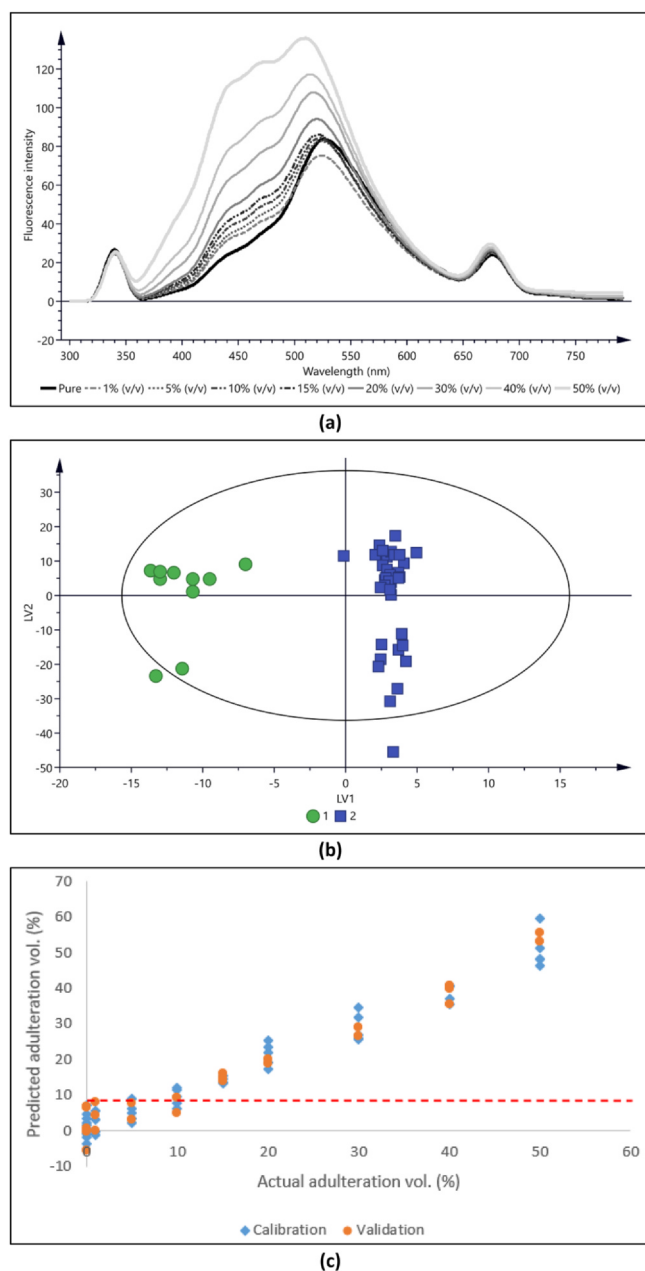 120
100
80
60
40
20
0
-20
Fluorescence intensity
300 350 400 450 500 550 600 650 700 750
Wavelength (nm)
Pure 1% (v/v) 5% (v/v) 10% (v/v) 15% (v/v) 20% (v/v) 30% (v/v) 40% (v/v) 50% (v/v)
(a)
30
20
10
0
-10
-20
-30
-40
-50
LV2
-20 -15 -10 -5 0 5 10 15
LV1
1 2
(b)
70
60
50
40
30
20
10
0
-10
Predicted adulteration vol. (%)
0 10 20 30 40 50 60
Actual adulteration vol. (%)
Calibration Validation
(c)